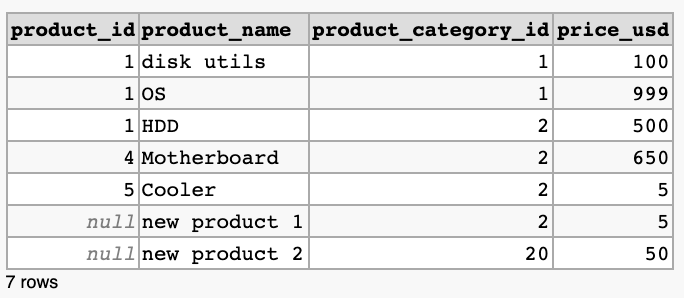 product_id product_name product_category_id price_usd
1 disk utils 1 100
1 OS 1 999
1 HDD 2 500
4 Motherboard 2 650
5 Cooler 2 5
null new product 1 2 5
null new product 2 20 50
7 rows